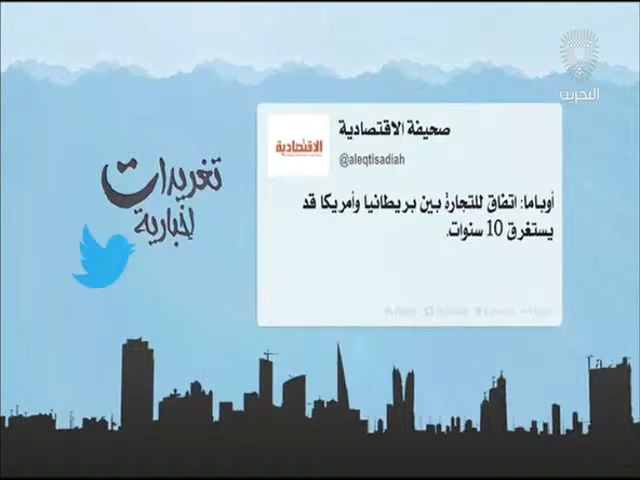 البحرين
صحيفة الاقتصادية
@aleqtisadiah
الاقتصادية
تغريدات
إخبارية
أوباما: اتفاق للتجارة بين بريطانيا وأمريكا قد
يستغرق 10 سنوات.